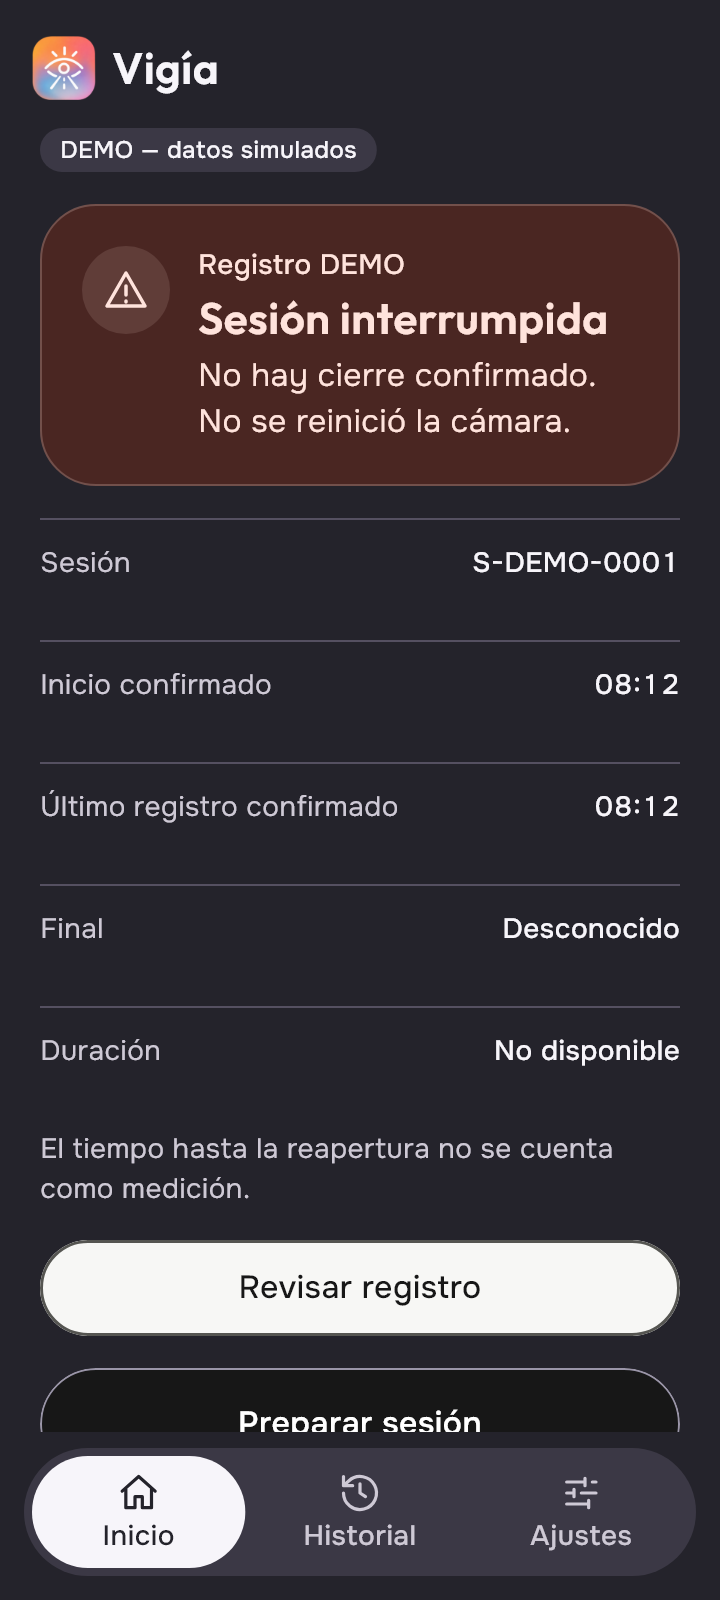 Vigía
DEMO — datos simulados
Registro DEMO
Sesión interrumpida
No hay cierre confirmado.
No se reinició la cámara.
Sesión
S-DEMO-0001
Inicio confirmado
08:12
Último registro confirmado
08:12
Final
Desconocido
Duración
No disponible
El tiempo hasta la reapertura no se cuenta
como medición.
Revisar registro
Preparar sesión
Inicio
Historial
Ajustes